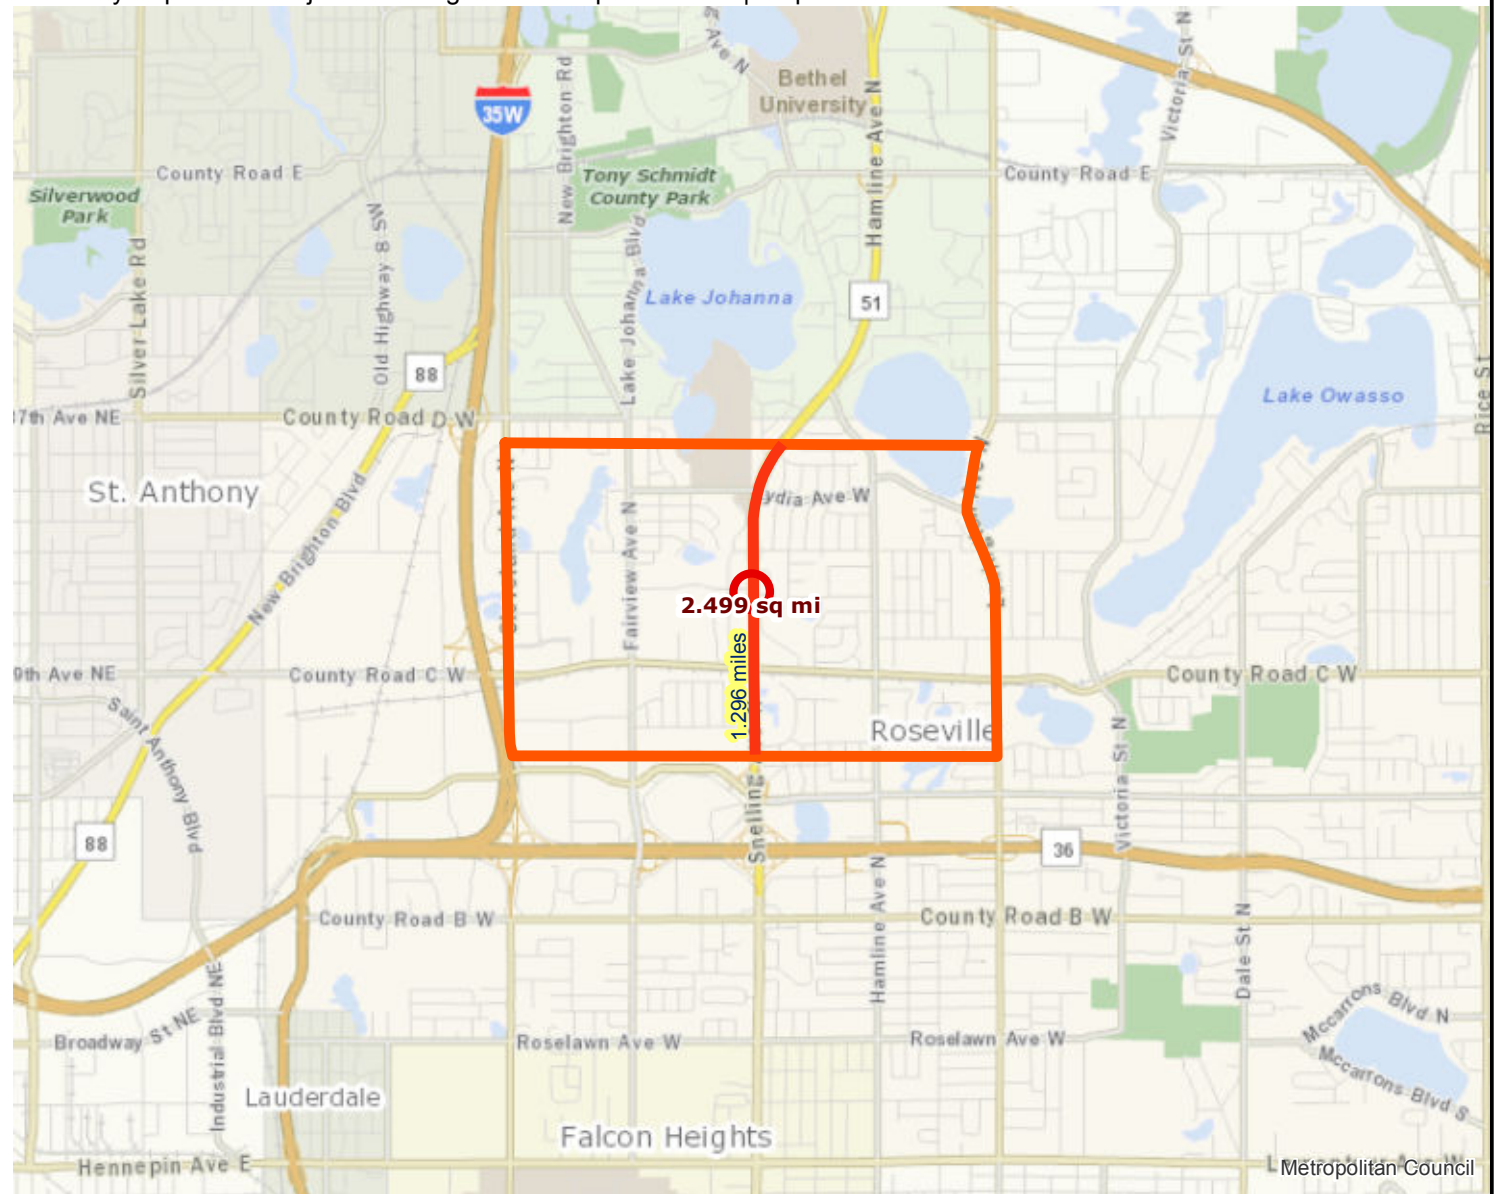 Bethel
University
35W
New Brighton Rd
Hamline Ave N
Victoria St N
County Road E
Tony Schmidt
County Park
County Road E
Silverwood
Park
Old Highway 8 SW
Silver Lake Rd
Lake Johanna Blvd
Lake Johanna
51
88
Lake Owasso
Rice St
37th Ave NE
County Road D W
St. Anthony
New Brighton Blvd
Lydia Ave W
Fairview Ave N
2.499 sq mi
1.296 miles
County Road C W
County Road C W
Saint Anthony Blvd
Roseville
Victoria St N
Snelling
88
36
County Road B W
County Road B W
Hamline Ave N
Dale St N
Industrial Blvd NE
Broadway St NE
Roselawn Ave W
Roselawn Ave W
Mccarrons Blvd N
Mccarrons Blvd S
Lauderdale
Falcon Heights
Hennepin Ave E
Metropolitan Council